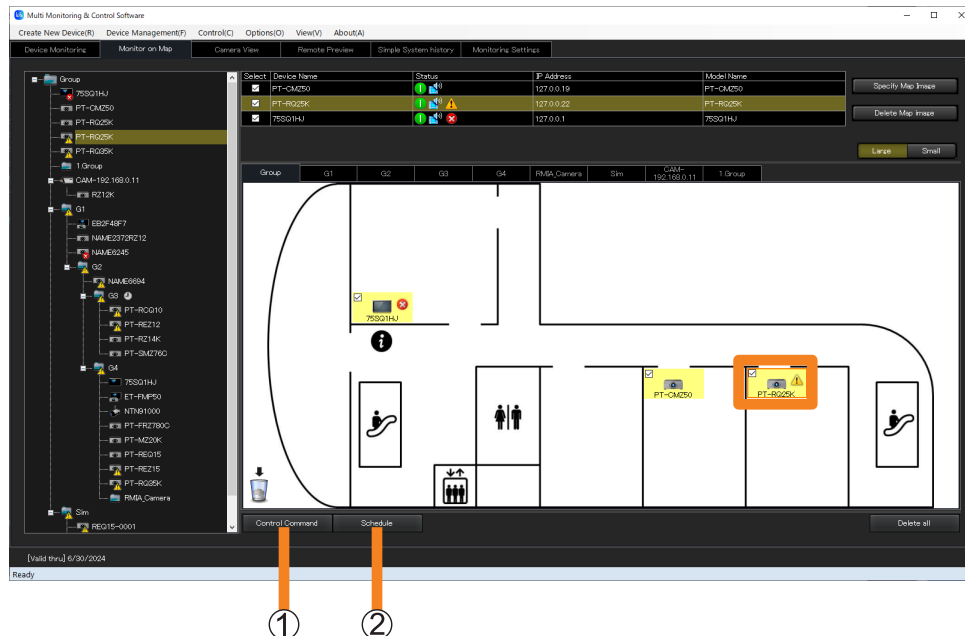 Multi Monitoring & Control Software
Create New Device(R) Device Management(F) Control(C) Options(O) View(V) About(A)
Device Monitoring Monitor on Map Camera View Remote Preview Simple System history Monitoring Settings
Group
75SQ1HJ
PT-CMZ50
PT-RQ25K
PT-RQ25K
PT-RQ35K
1.Group
CAM-192.168.0.11
RZ12K
G1
EB2F48F7
NAME2372RZ12
NAME6245
G2
NAME6694
G3
PT-RCQ10
PT-REZ12
PT-RZ14K
PT-SMZ76C
G4
75SQ1HJ
ET-FMP50
NTN91000
PT-FRZ780C
PT-MZ20K
PT-REQ15
PT-REZ15
PT-RQ35K
RMIA_Camera
Sim
REQ15-0001
Select Device Name Status IP Address Model Name
PT-CMZ50 127.0.0.19 PT-CMZ50
PT-RQ25K 127.0.0.22 PT-RQ25K
75SQ1HJ 127.0.0.1 75SQ1HJ
Specify Map Image
Delete Map image
Large Small
Group G1 G2 G3 G4 RMIA_Camera Sim CAM-192.168.0.11 1.Group
75SQ1HJ
i
PT-CMZ50
PT-RQ25K
Control Command Schedule Delete all
[Valid thru] 6/30/2024
Ready
① ②